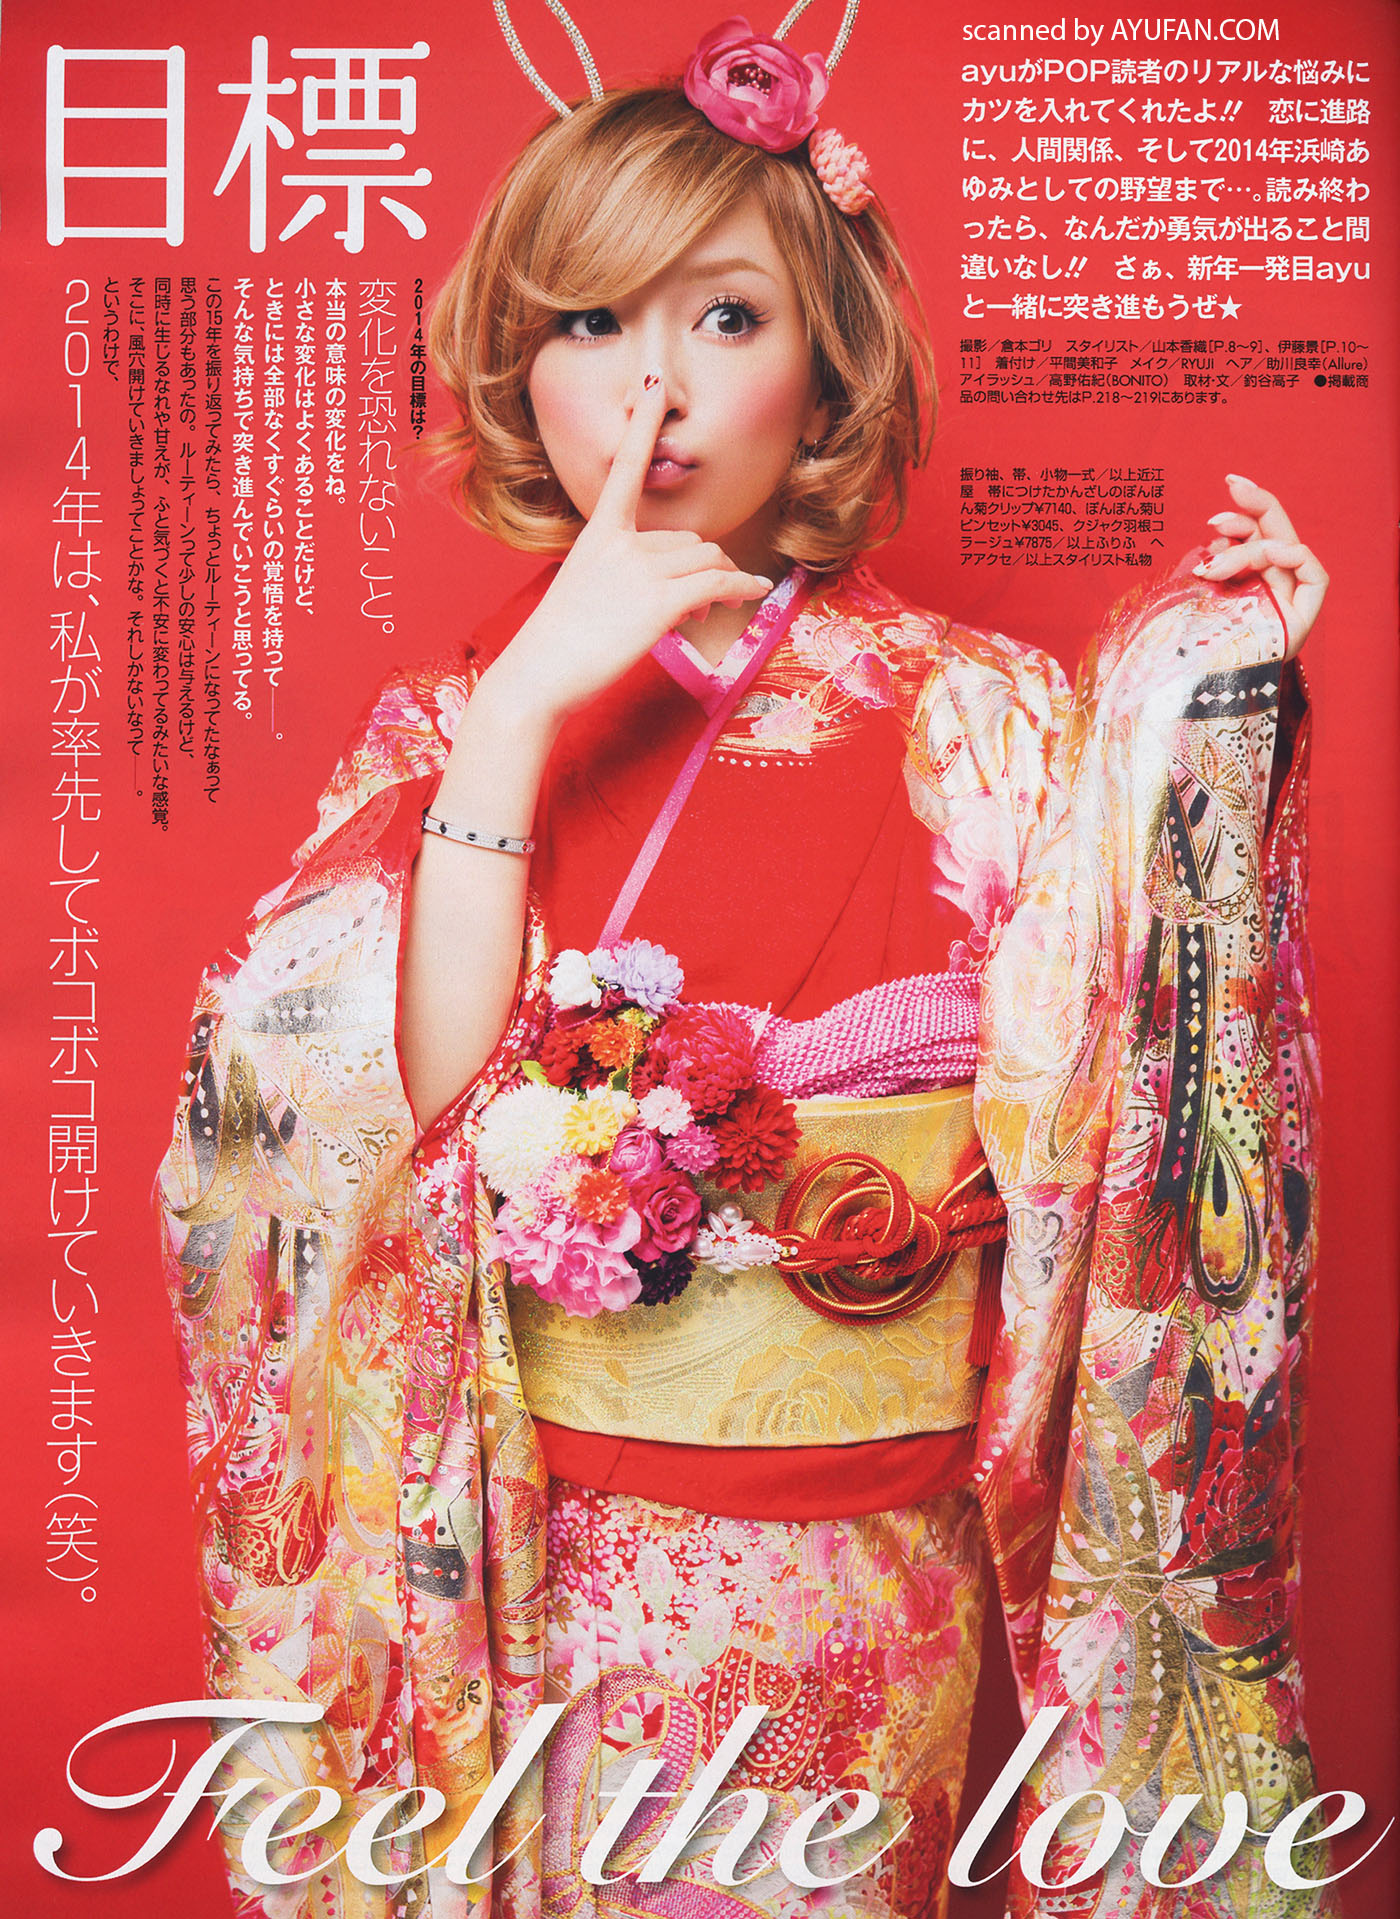 scanned by AYUFAN.COM
目標
ayuがPOP読者のリアルな悩みに
カツを入れてくれたよ!!　恋に進路
に、人間関係、そして2014年浜崎あ
ゆみとしての野望まで…。読み終わ
ったら、なんだか勇気が出ること間
違いなし!!　さぁ、新年一発目ayu
と一緒に突き進もうぜ★
撮影／倉本ゴリ　スタイリスト／山本香織[P.8〜9]、伊藤景[P.10〜
11]　着付け／平間美和子　メイク／RYUJI　ヘア／助川良幸（Allure）
アイラッシュ／高野佑紀（BONITO）　取材・文／釣谷高子　●掲載商
品の問い合わせ先はP.218〜219にあります。
振り袖、帯、小物一式／以上近江
屋　帯につけたかんざしのぽんぽ
ん菊クリップ¥7140、ぽんぽん菊U
ピンセット¥3045、クジャク羽根コ
ラージュ¥7875／以上ふりふ　ヘ
アアクセ／以上スタイリスト私物
2014年の目標は?
変化を恐れないこと。
本当の意味の変化をね。
小さな変化はよくあることだけど、
ときには全部なくすぐらいの覚悟を持って――。
そんな気持ちで突き進んでいこうと思ってる。
この15年を振り返ってみたら、ちょっとルーティーンになってたなぁって
思う部分もあったの。ルーティーンって少しの安心は与えるけど、
同時に生じるなれや甘えが、ふと気づくと不安に変わってるみたいな感覚。
そこに、風穴開けていきましょってことかな。それしかないなって――。
というわけで、
2014年は、私が率先してボコボコ開けていきます（笑）。
Feel the love